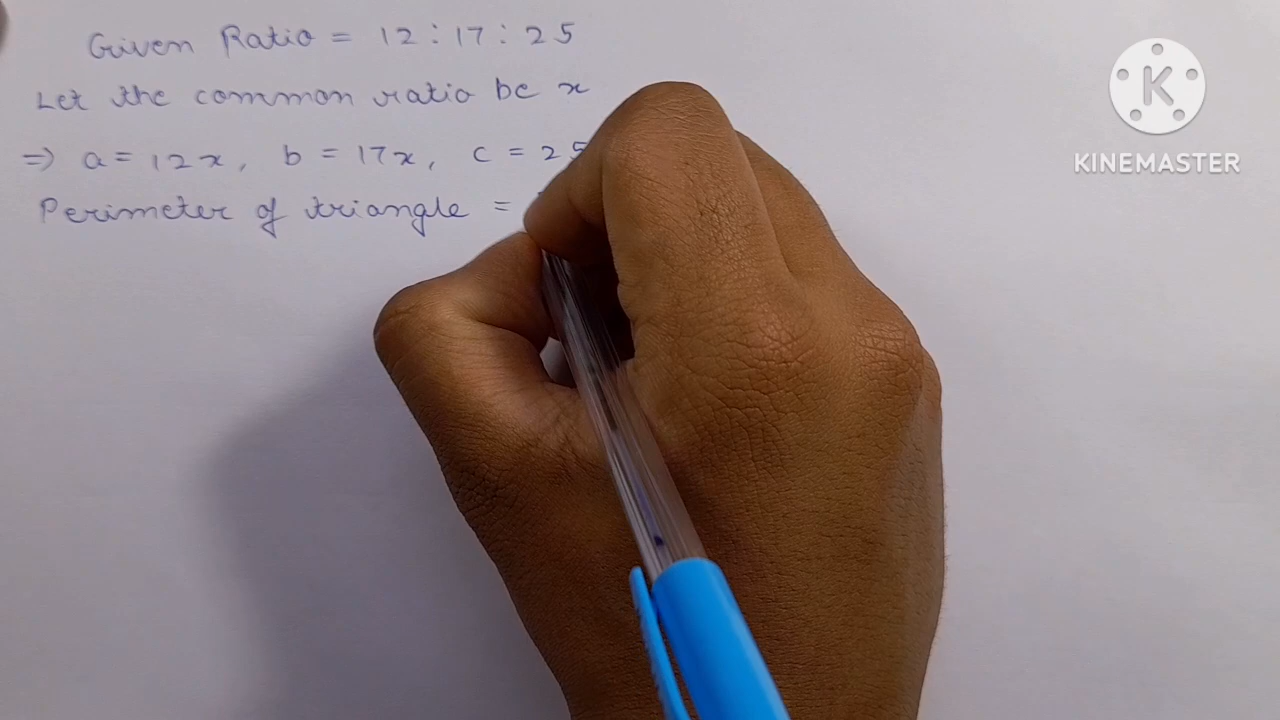 Given Ratio = 12 : 17 : 25
Let the common ratio be x
=> a = 12x, b = 17x, c = 25
Perimeter of triangle =
K
KINEMASTER